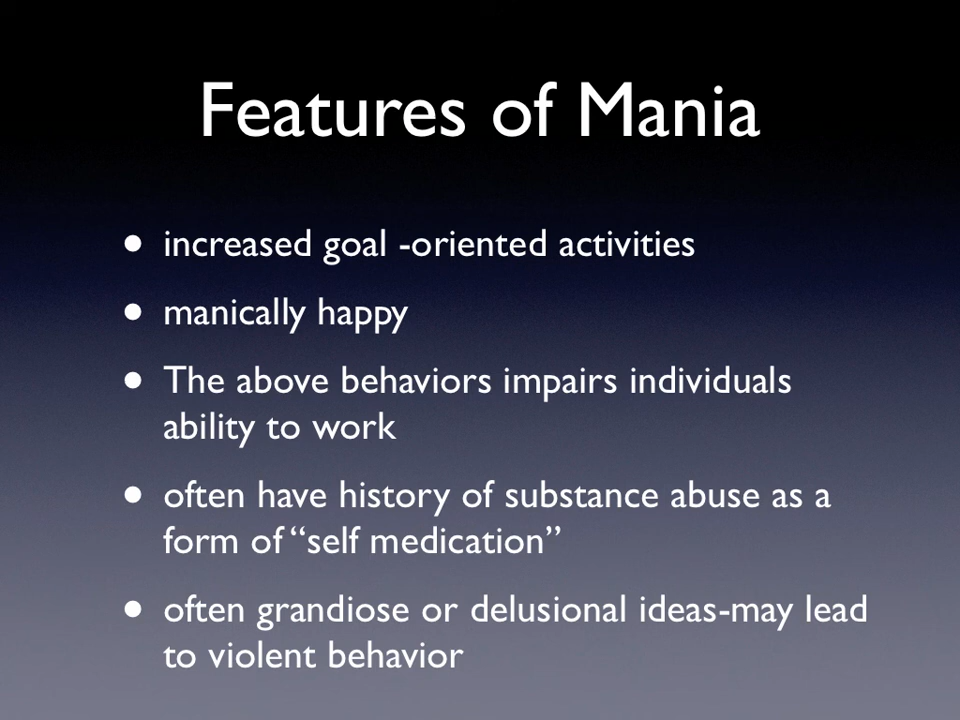 Features of Mania
• increased goal -oriented activities
• manically happy
• The above behaviors impairs individuals
ability to work
• often have history of substance abuse as a
form of “self medication”
• often grandiose or delusional ideas-may lead
to violent behavior